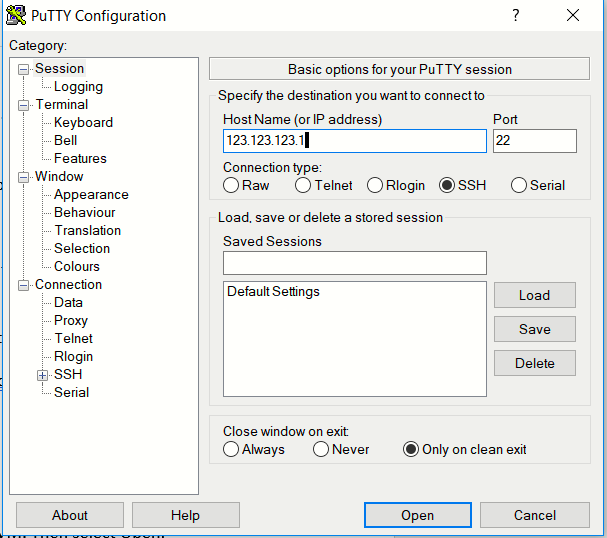 PuTTY Configuration
Category:
Session
Logging
Terminal
Keyboard
Bell
Features
Window
Appearance
Behaviour
Translation
Selection
Colours
Connection
Data
Proxy
Telnet
Rlogin
SSH
Serial
Basic options for your PuTTY session
Specify the destination you want to connect to
Host Name (or IP address) Port
123.123.123.1 22
Connection type:
Raw Telnet Rlogin SSH Serial
Load, save or delete a stored session
Saved Sessions
Default Settings
Load
Save
Delete
Close window on exit:
Always Never Only on clean exit
About Help Open Cancel
Then select Open.